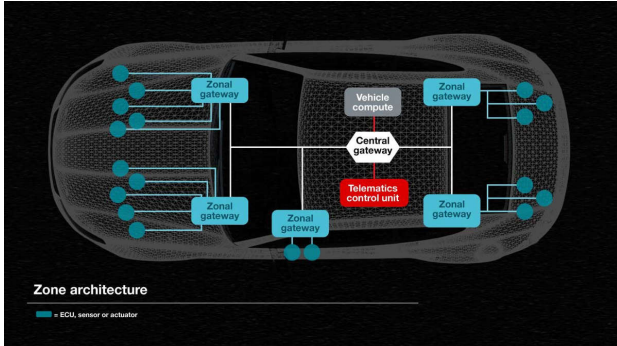 Zonal
gateway
Zonal
gateway
Vehicle
compute
Central
gateway
Telematics
control unit
Zonal
gateway
Zonal
gateway
Zonal
gateway
Zone architecture
= ECU, sensor or actuator